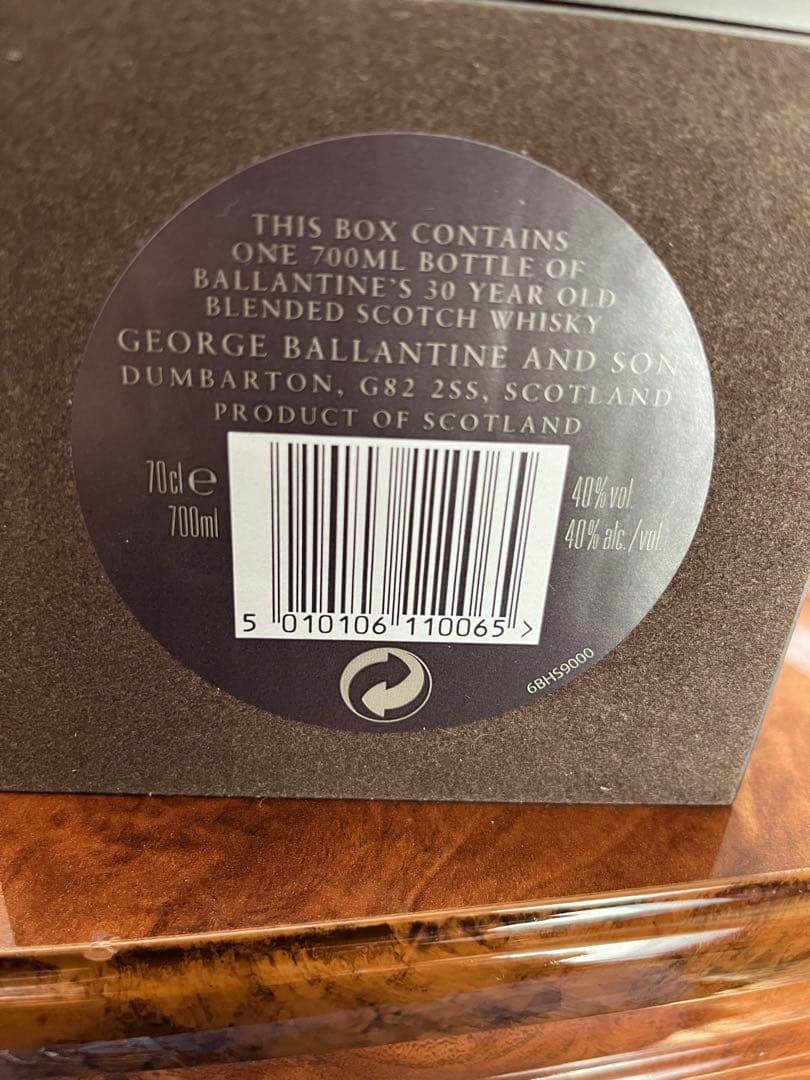 THIS BOX CONTAINS
ONE 700ML BOTTLE OF
BALLANTINE'S 30 YEAR OLD
BLENDED SCOTCH WHISKY
GEORGE BALLANTINE AND SON
DUMBARTON, G82 2SS, SCOTLAND
PRODUCT OF SCOTLAND
70cl e
700ml
40% vol.
40% alc./vol.
5 010106 110065 >
6BHS9000